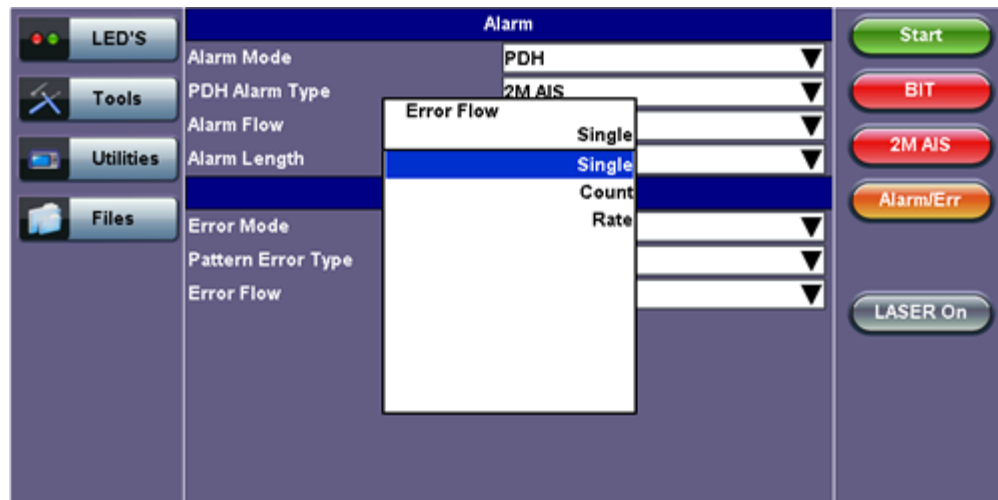 LED'S
Tools
Utilities
Files
Alarm
Alarm Mode PDH
PDH Alarm Type 2M AIS
Alarm Flow
Alarm Length
Error Mode
Pattern Error Type
Error Flow
Error Flow
Single
Single
Count
Rate
Start
BIT
2M AIS
Alarm/Err
LASER On